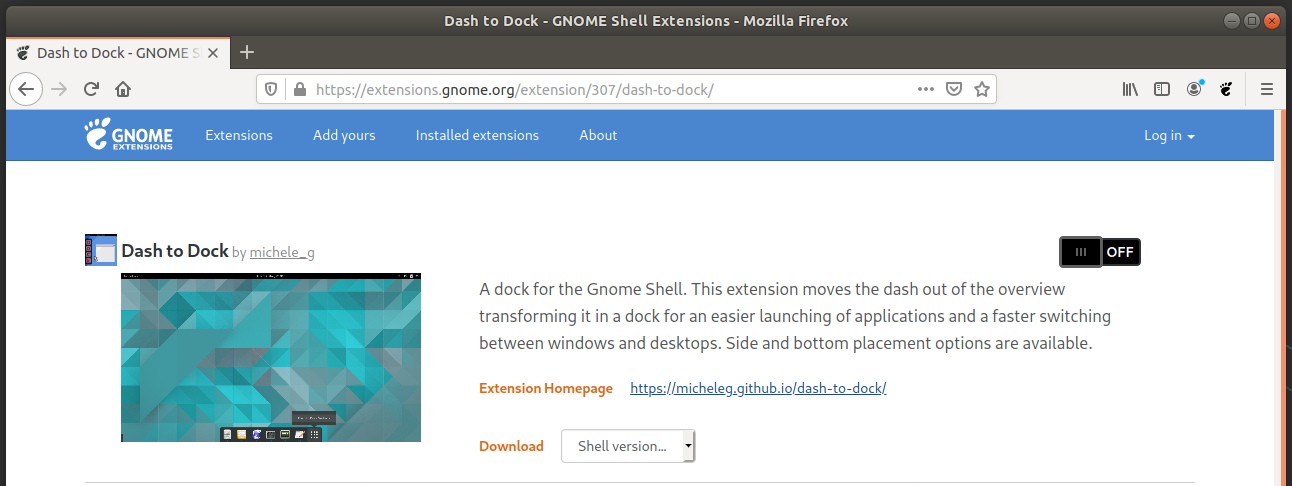 Dash to Dock - GNOME Shell Extensions - Mozilla Firefox
Dash to Dock - GNOME S
https://extensions.gnome.org/extension/307/dash-to-dock/
GNOME EXTENSIONS
Extensions Add yours Installed extensions About Log in
Dash to Dock by michele_g
OFF
A dock for the Gnome Shell. This extension moves the dash out of the overview
transforming it in a dock for an easier launching of applications and a faster switching
between windows and desktops. Side and bottom placement options are available.
Extension Homepage https://micheleg.github.io/dash-to-dock/
Download Shell version...